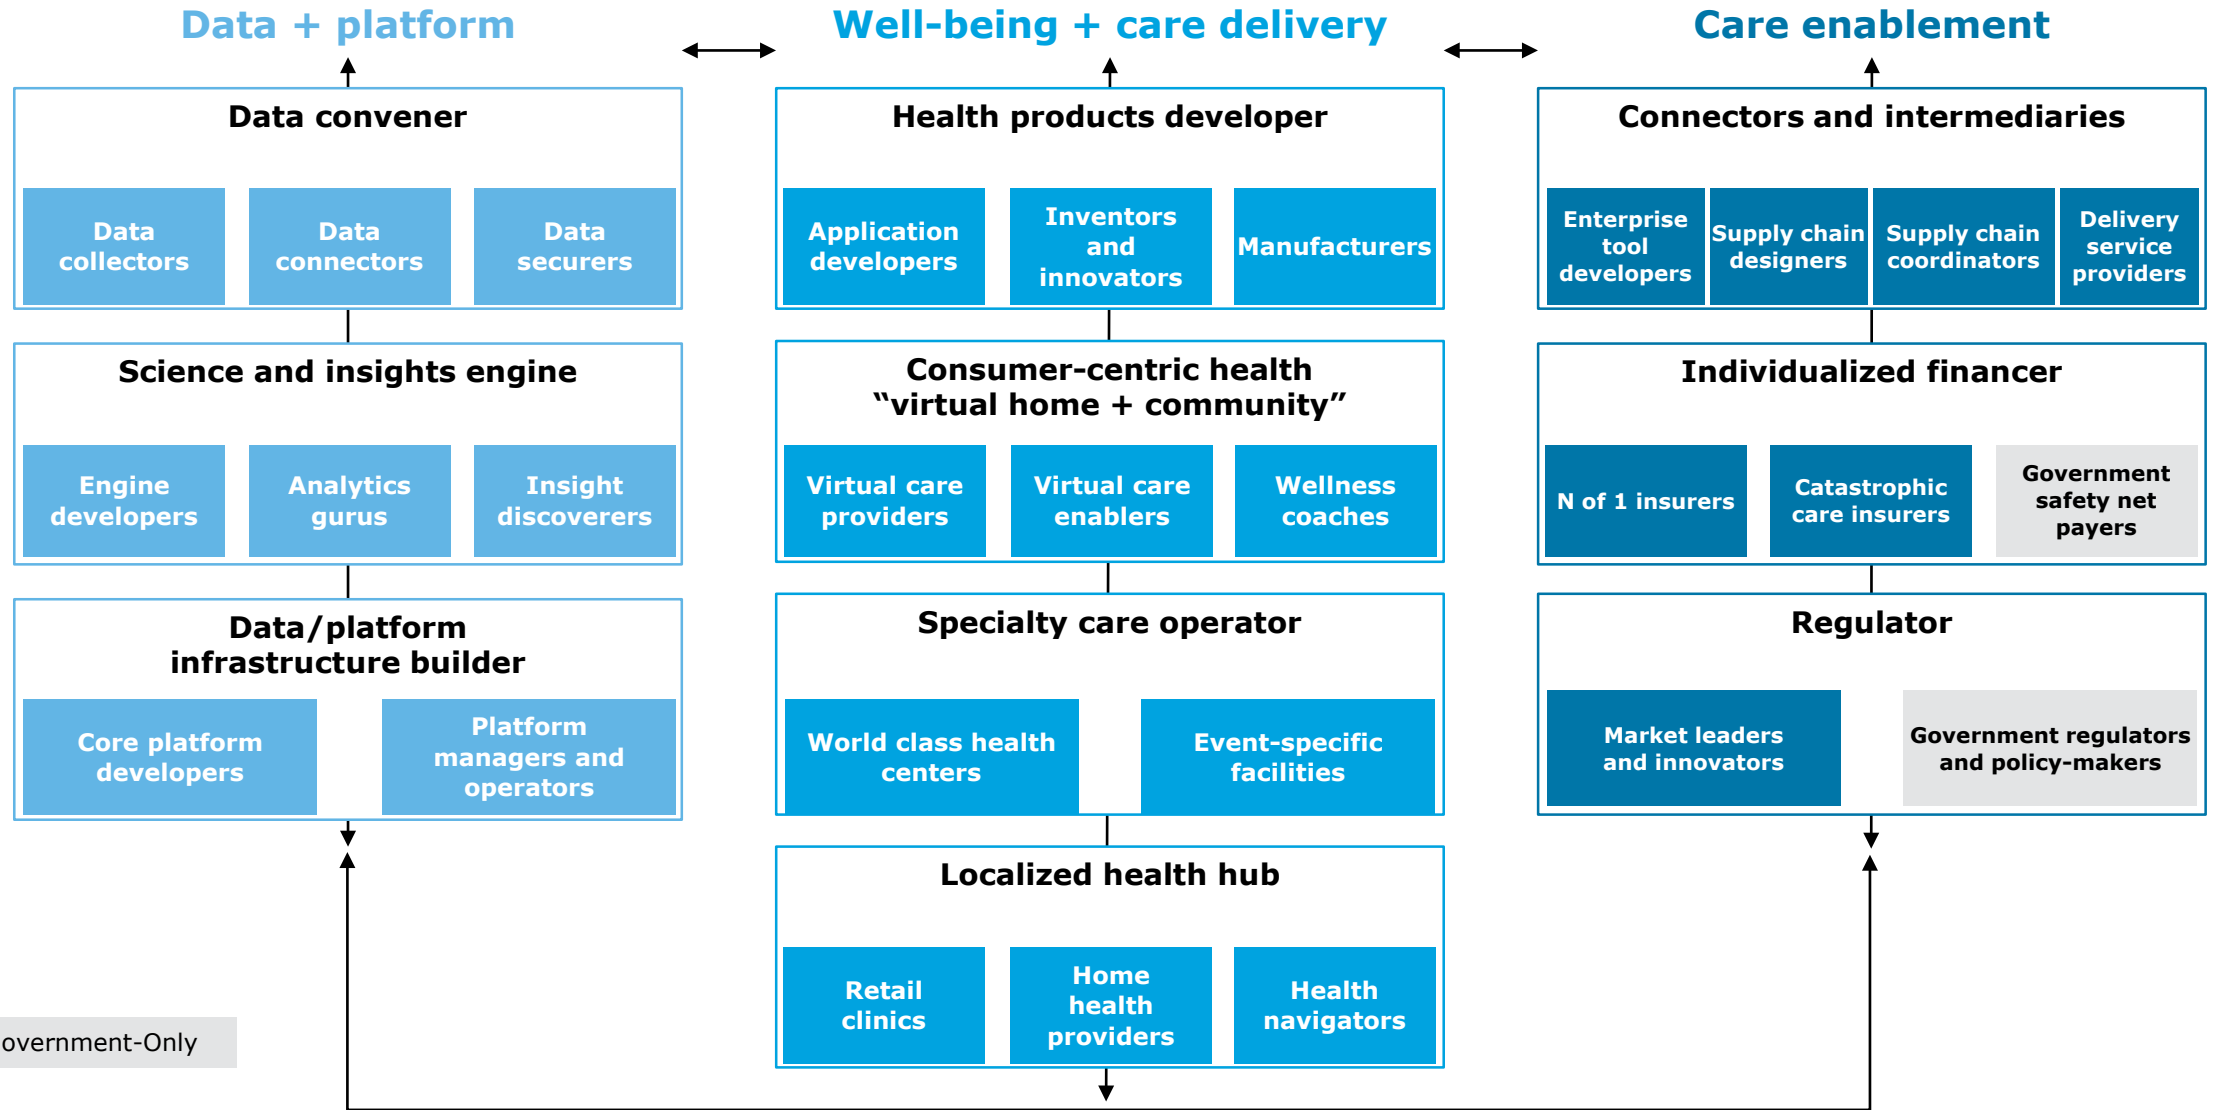 Data + platform
Well-being + care delivery
Care enablement
Data convener
Data
collectors
Data
connectors
Data
securers
Science and insights engine
Engine
developers
Analytics
gurus
Insight
discoverers
Data/platform
infrastructure builder
Core platform
developers
Platform
managers and
operators
Health products developer
Application
developers
Inventors
and
innovators
Manufacturers
Consumer-centric health
“virtual home + community”
Virtual care
providers
Virtual care
enablers
Wellness
coaches
Specialty care operator
World class health
centers
Event-specific
facilities
Localized health hub
Retail
clinics
Home
health
providers
Health
navigators
Connectors and intermediaries
Enterprise
tool
developers
Supply chain
designers
Supply chain
coordinators
Delivery
service
providers
Individualized financer
N of 1 insurers
Catastrophic
care insurers
Government
safety net
payers
Regulator
Market leaders
and innovators
Government regulators
and policy-makers
overnment-Only